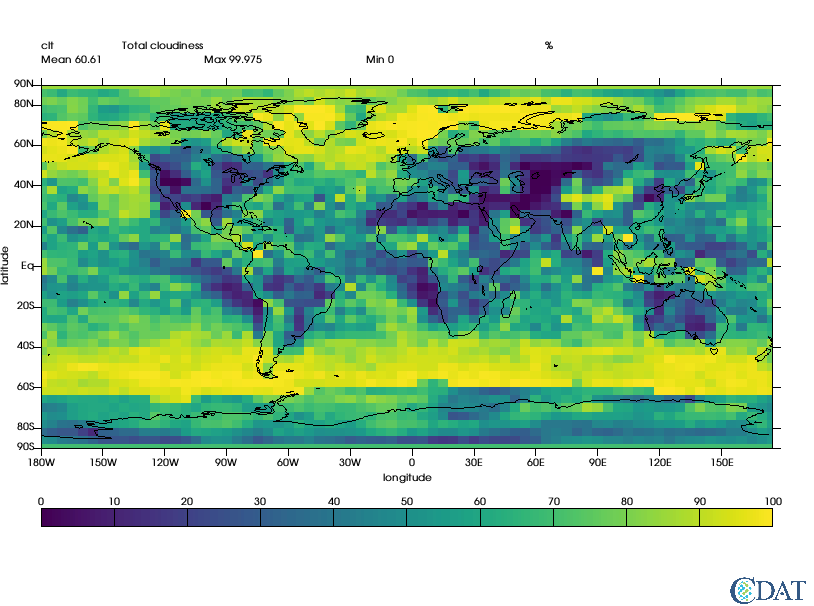 clt Total cloudiness %
Mean 60.61 Max 99.975 Min 0
90N
80N
60N
40N
20N
Eq
20S
40S
60S
80S
90S
latitude
180W 150W 120W 90W 60W 30W 0 30E 60E 90E 120E 150E
longitude
0 10 20 30 40 50 60 70 80 90 100
CDAT